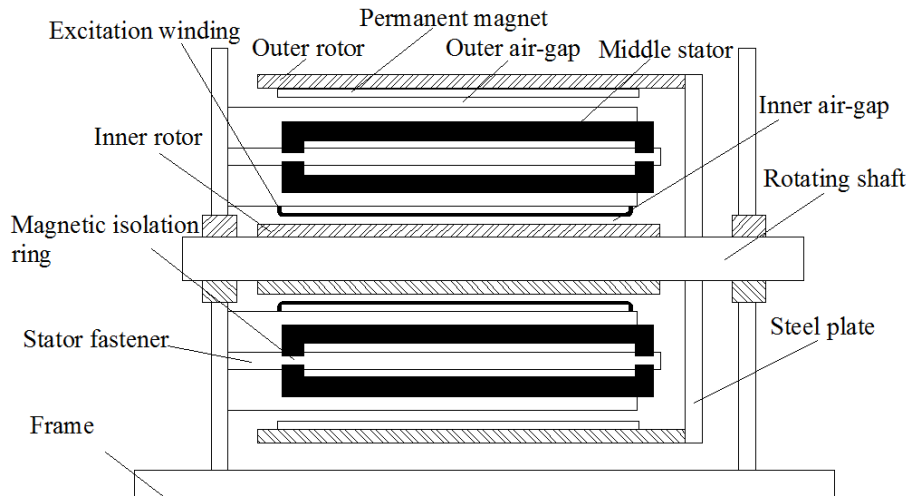 Permanent magnet
Excitation winding
Outer rotor
Outer air-gap
Middle stator
Inner air-gap
Inner rotor
Rotating shaft
Magnetic isolation
ring
Stator fastener
Steel plate
Frame